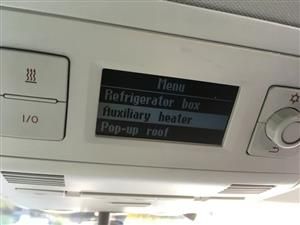 Menu
Refrigerator box
Auxiliary heater
Pop-up roof
I/O